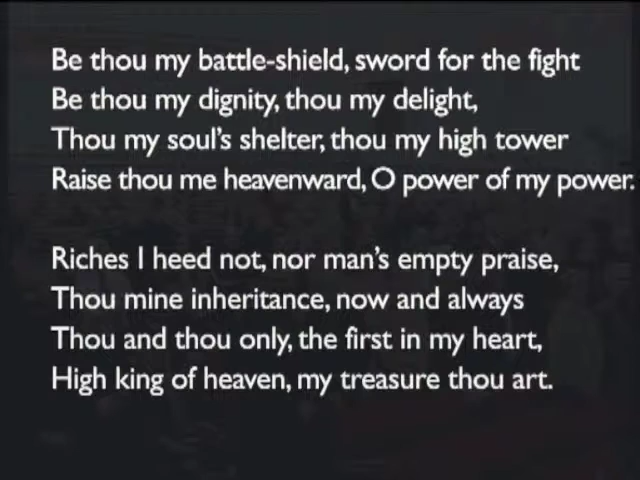 Be thou my battle-shield, sword for the fight
Be thou my dignity, thou my delight,
Thou my soul's shelter, thou my high tower
Raise thou me heavenward, O power of my power.
Riches I heed not, nor man's empty praise,
Thou mine inheritance, now and always
Thou and thou only, the first in my heart,
High king of heaven, my treasure thou art.